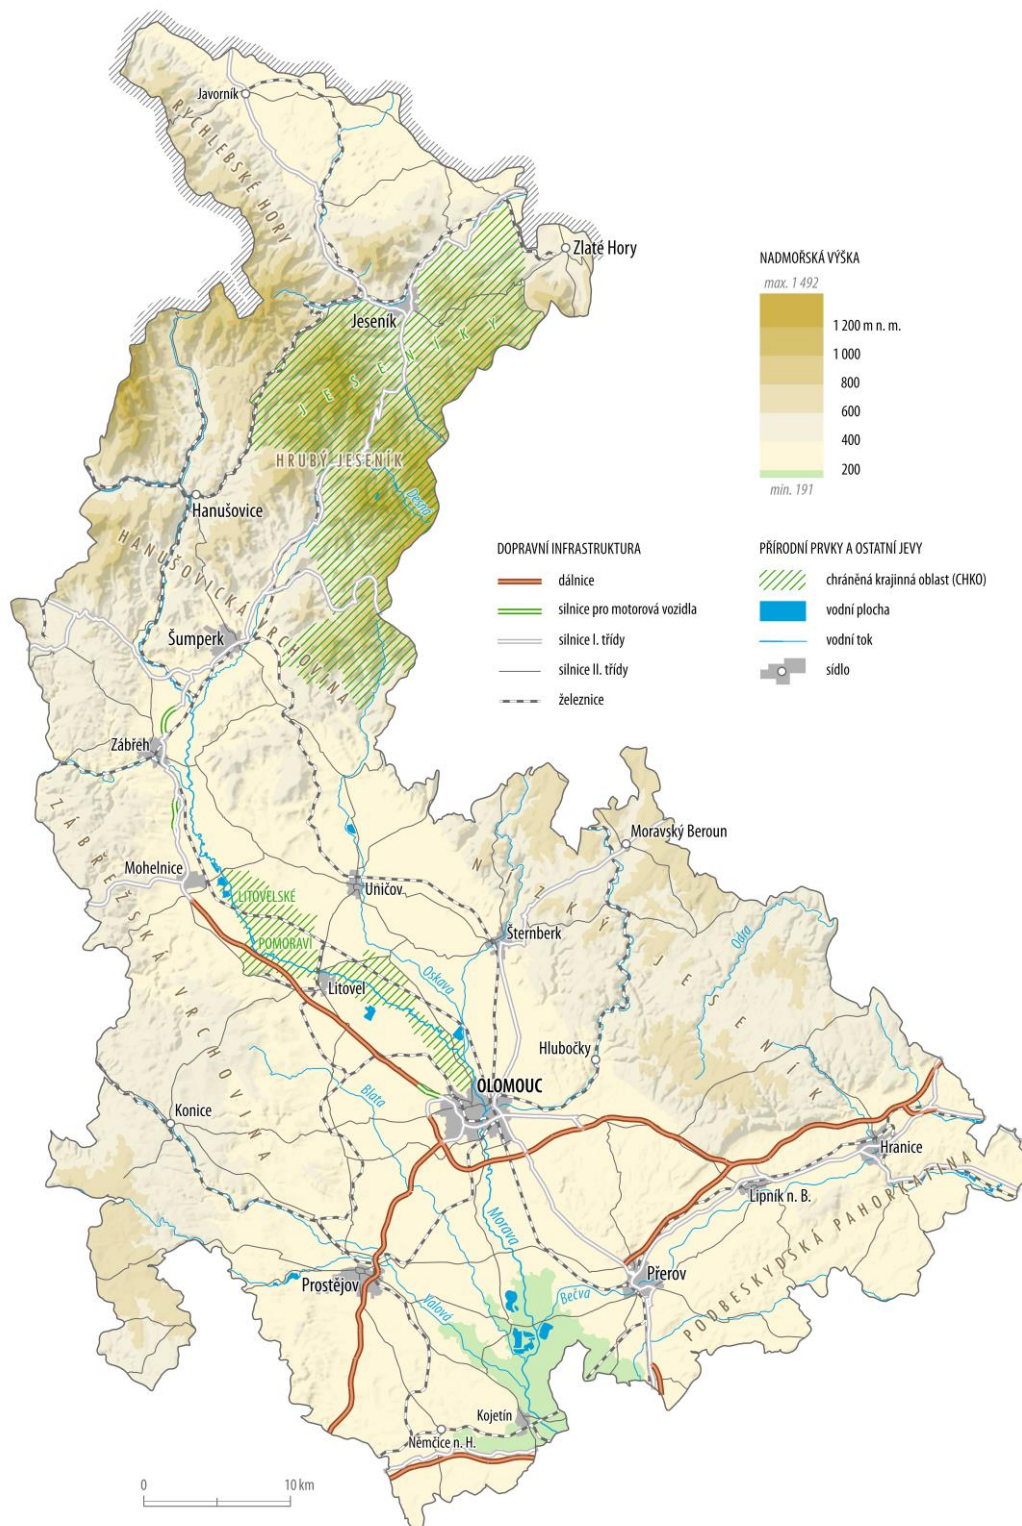 Javorník
RYCHLEBSKÉ HORY
Zlaté Hory
Jeseník
JESENÍKY
HRUBÝ JESENÍK
Desná
Hanušovice
HANUŠOVICKÁ VRCHOVINA
Šumperk
Zábřeh
ZÁBŘEŽSKÁ VRCHOVINA
Mohelnice
LITOVELSKÉ
POMORAVÍ
Uničov
Moravský Beroun
NÍZKÝ JESENÍK
Šternberk
Odra
Oskava
Litovel
Hlubočky
OLOMOUC
Blata
Konice
Hranice
Lipník n. B.
Morava
Přerov
PODBESKYDSKÁ PAHORKATINA
Prostějov
Valová
Bečva
Kojetín
Němčice n. H.
0 10 km
NADMOŘSKÁ VÝŠKA
max. 1 492
1 200 m n. m.
1 000
800
600
400
200
min. 191
DOPRAVNÍ INFRASTRUKTURA
dálnice
silnice pro motorová vozidla
silnice I. třídy
silnice II. třídy
železnice
PŘÍRODNÍ PRVKY A OSTATNÍ JEVY
chráněná krajinná oblast (CHKO)
vodní plocha
vodní tok
sídlo